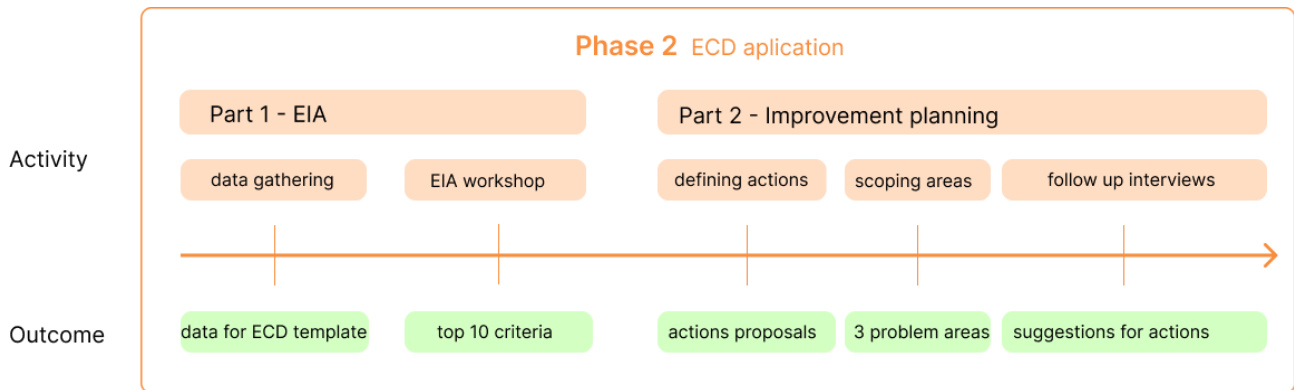 Phase 2 ECD aplication
Part 1 - EIA
Part 2 - Improvement planning
Activity
data gathering
EIA workshop
defining actions
scoping areas
follow up interviews
Outcome
data for ECD template
top 10 criteria
actions proposals
3 problem areas
suggestions for actions